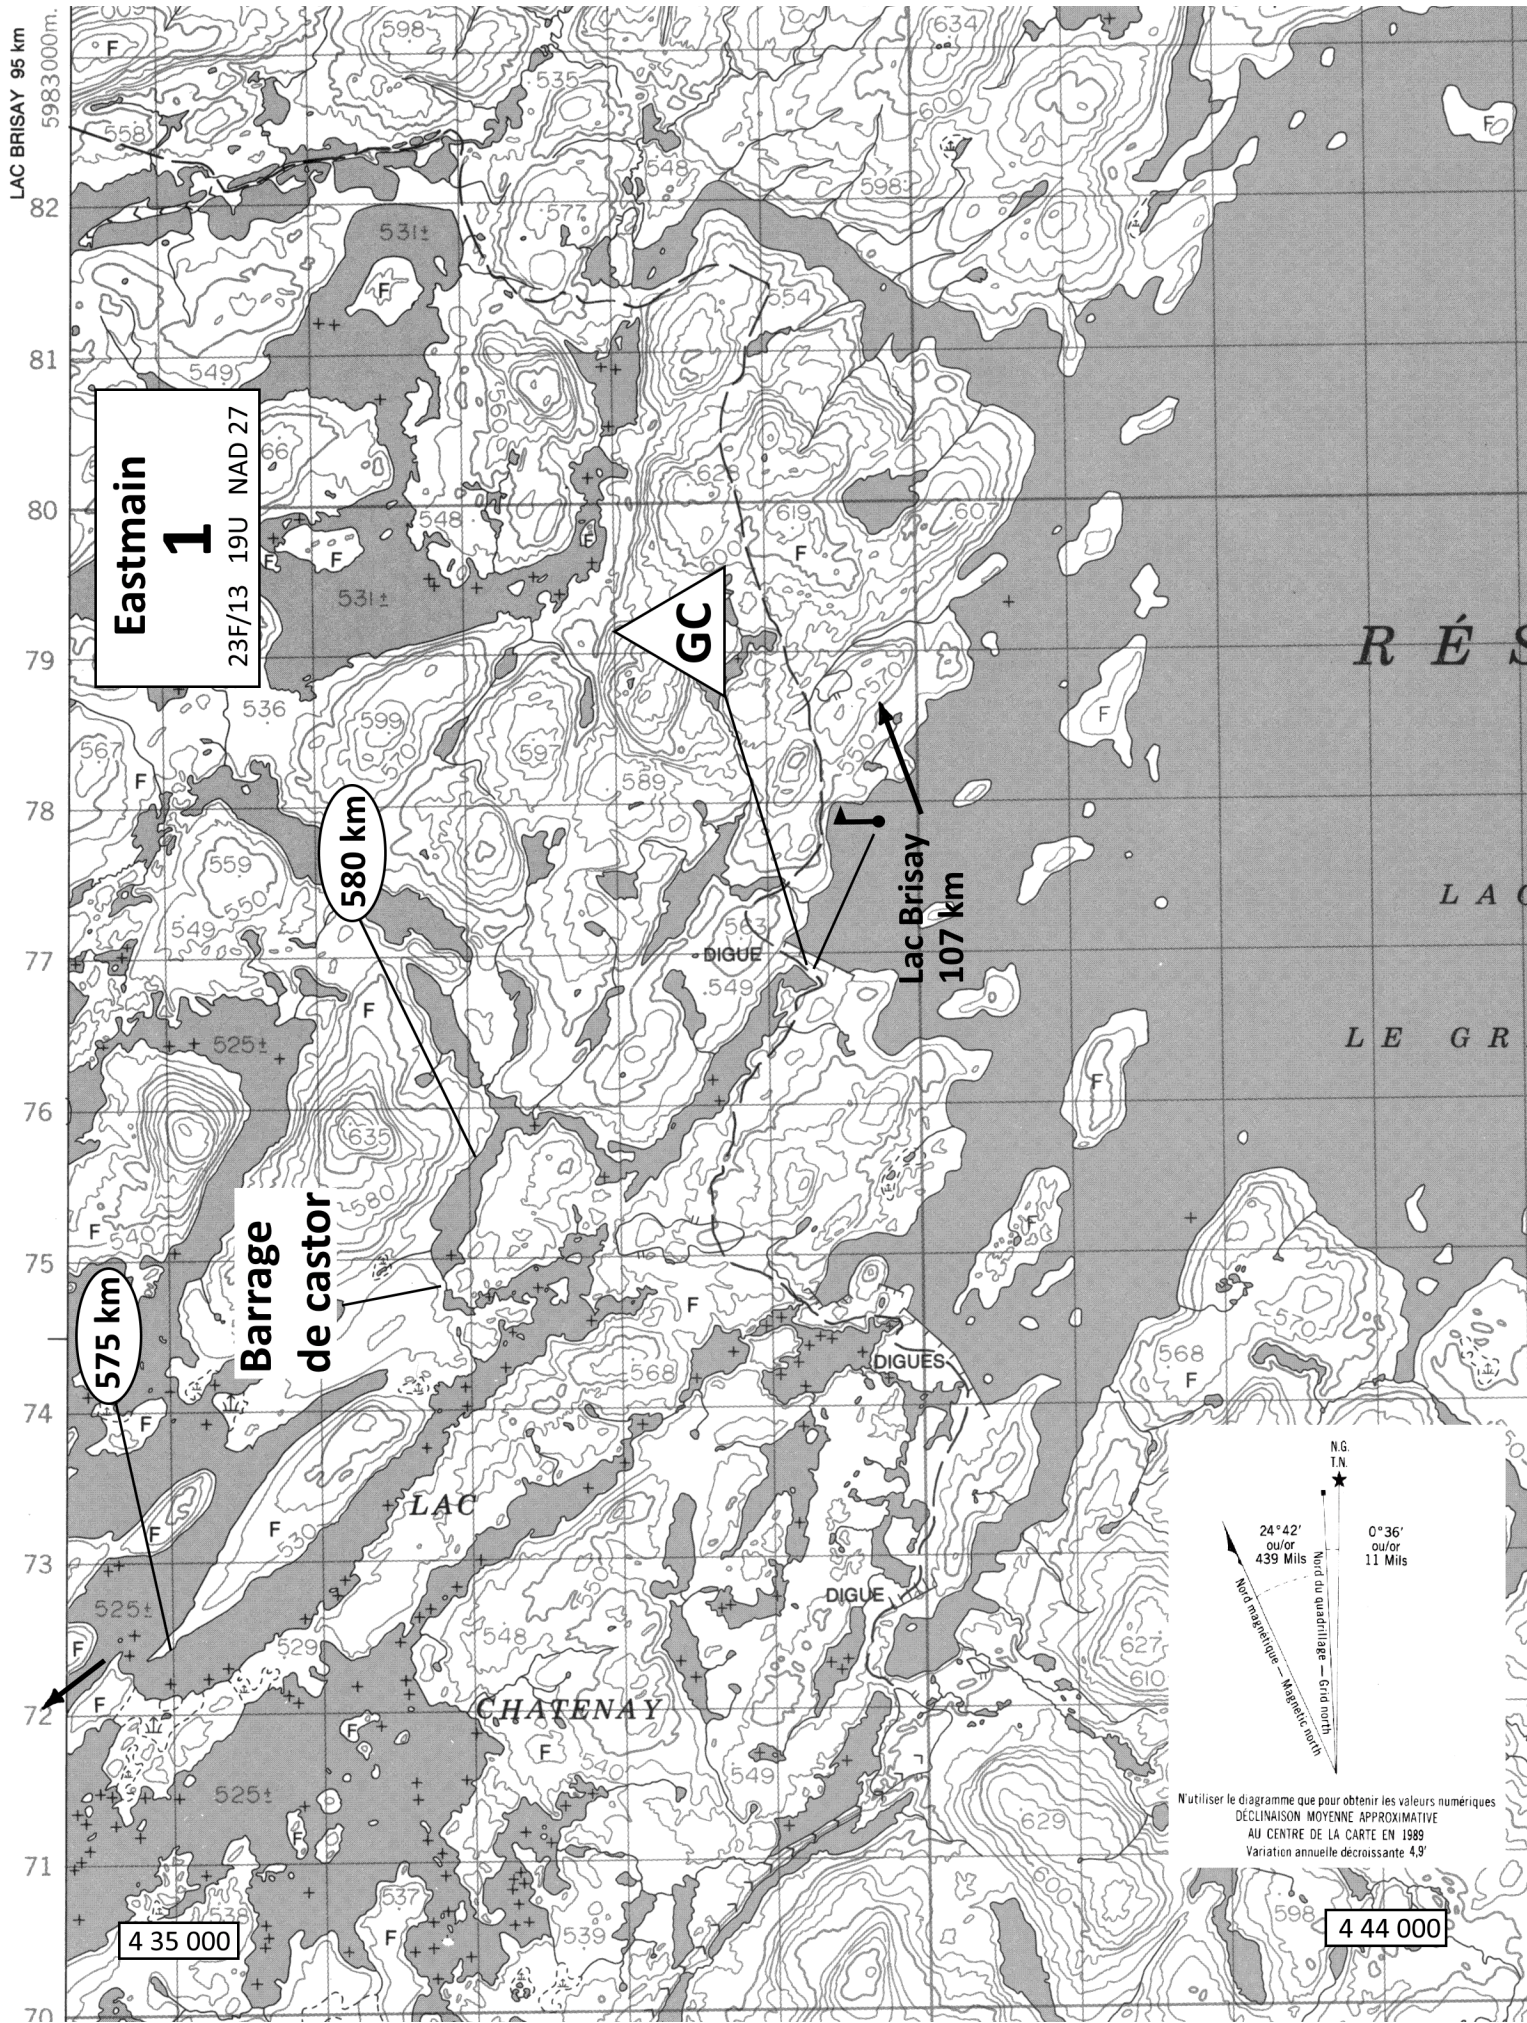 LAC BRISAY 95 km
5983000m.
82
81
80
79
78
77
76
75
74
73
72
71
70
Eastmain
1
23F/13 19U NAD 27
GC
580 km
575 km
Barrage
de castor
Lac Brisay
107 km
4 35 000
4 44 000
F
598
634
535
558
600
548
598
577
531±
F
F
554
549
590
66
628
548
619
607
F
F
F
F
600
531±
536
599
570
F
597
567
F
589
559
550
549
563
DIGUE
549
F
525±
F
635
580
F
540
F
F
568
DIGUES
568
F
570
F
LAC
F
F
530
DIGUE
525±
529
548
627
610
F
F
CHATENAY
F
F
549
525±
629
F
537
538
F
539
600
598
R É S
L A C
L E G R
N.G.
T.N.
24°42'
ou/or
439 Mils
0°36'
ou/or
11 Mils
Nord magnétique — Magnetic north
Nord du quadrillage — Grid north
N'utiliser le diagramme que pour obtenir les valeurs numériques
DÉCLINAISON MOYENNE APPROXIMATIVE
AU CENTRE DE LA CARTE EN 1989
Variation annuelle décroissante 4,9'